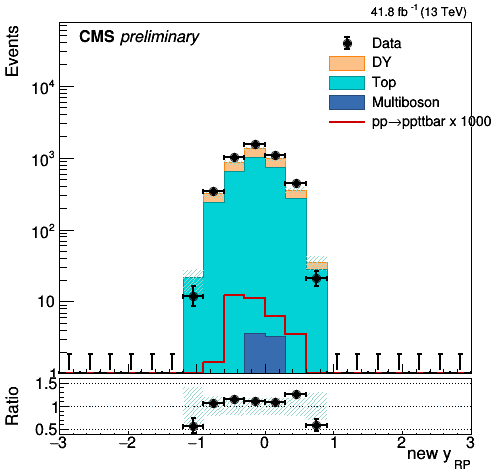 41.8 fb⁻¹ (13 TeV)
CMS preliminary
Events
Data
DY
Top
Multiboson
pp→ppttbar x 1000
10⁴
10³
10²
10
1
Ratio
1.5
1
0.5
−3 −2 −1 0 1 2 3
new y_RP